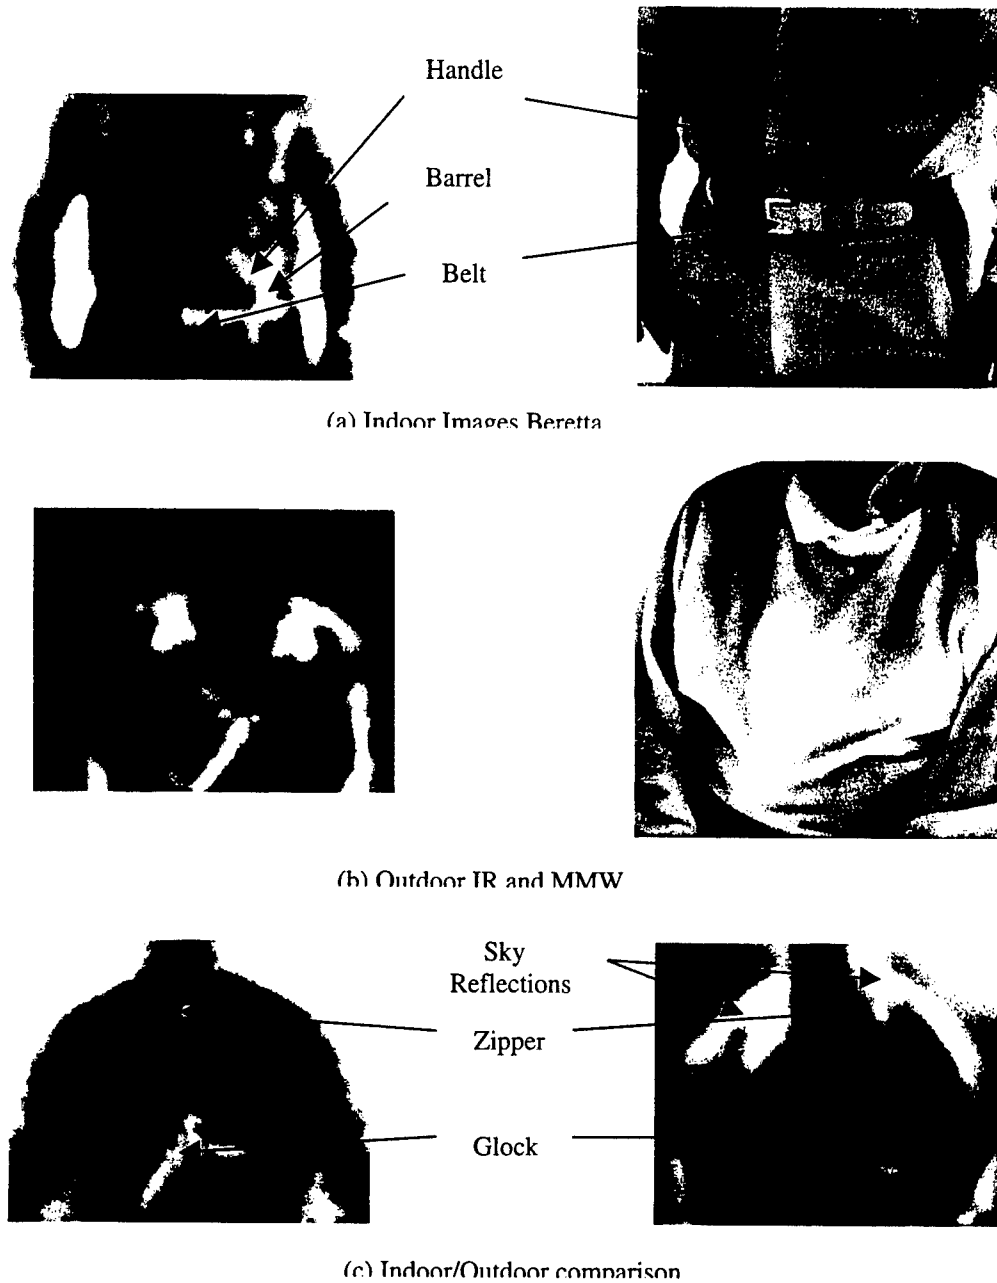 Handle
Barrel
Belt
(a) Indoor Images Beretta
(b) Outdoor IR and MMW
Sky
Reflections
Zipper
Glock
(c) Indoor/Outdoor comparison